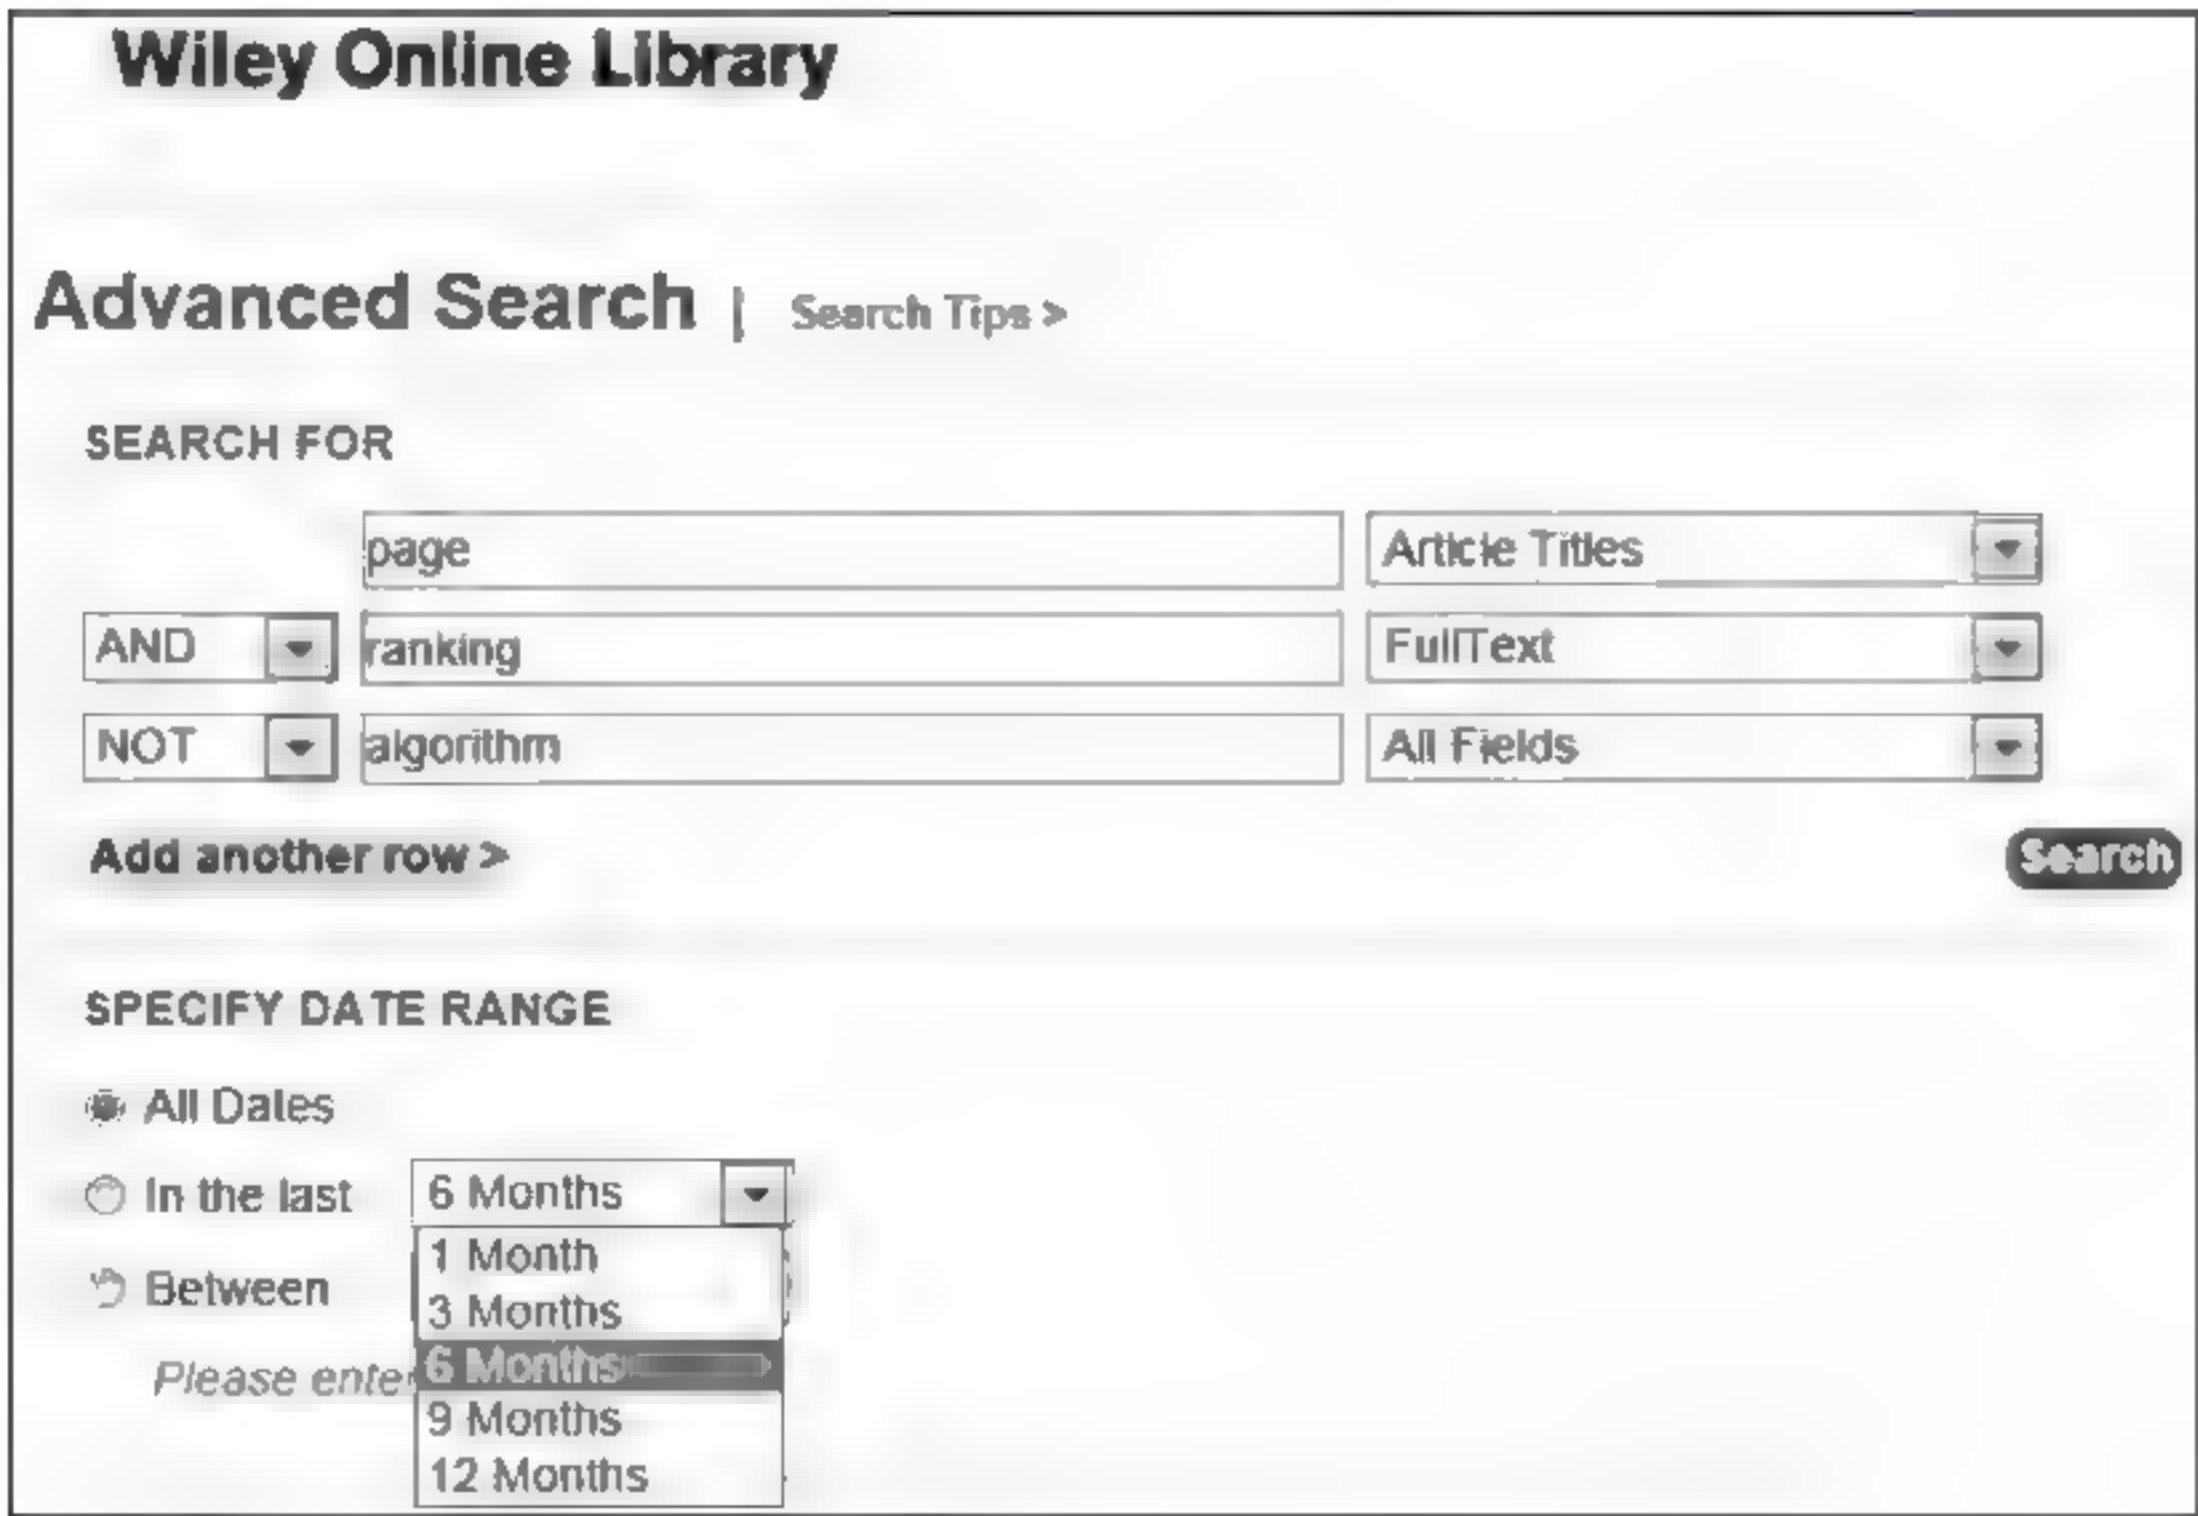 Wiley Online Library
Advanced Search | Search Tips >
SEARCH FOR
page Article Titles
AND ranking FullText
NOT algorithm All Fields
Add another row > Search
SPECIFY DATE RANGE
All Dates
In the last 6 Months
1 Month
Between
3 Months
6 Months
Please enter
9 Months
12 Months